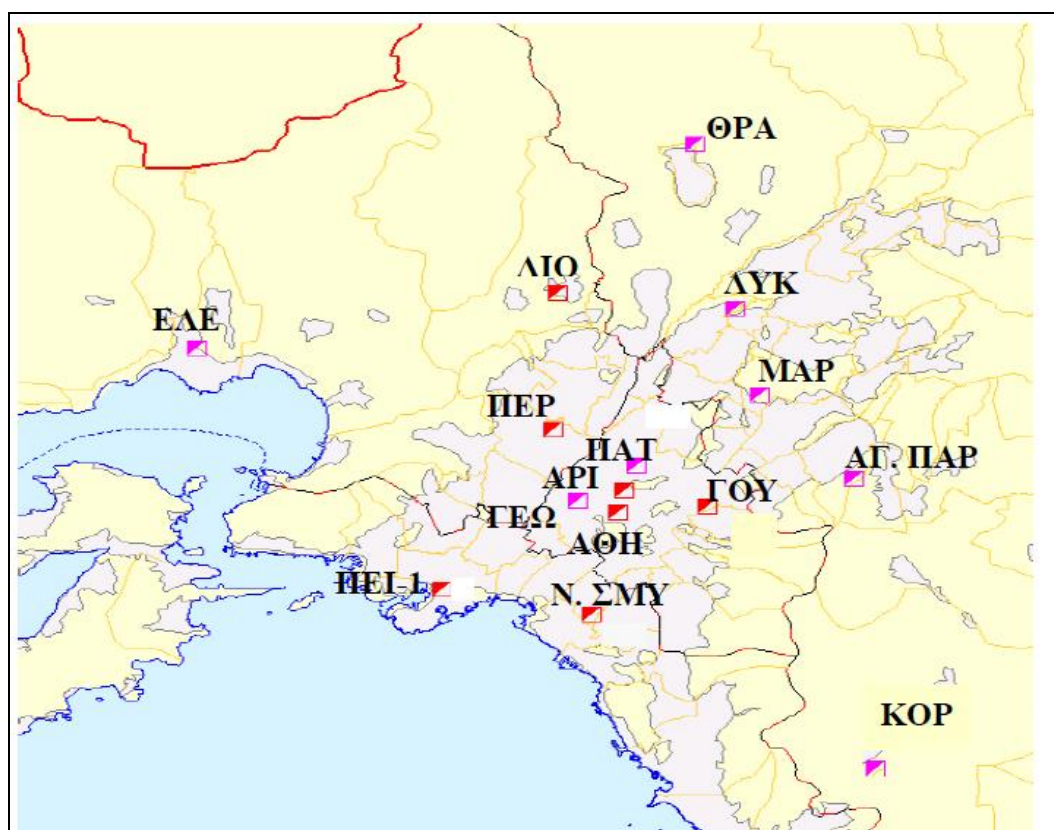 ΘΡΑ
ΛΙΟ
ΛΥΚ
ΕΛΕ
ΜΑΡ
ΠΕΡ
ΠΑΤ
ΑΓ. ΠΑΡ
ΑΡΙ
ΓΟΥ
ΓΕΩ
ΑΘΗ
ΠΕΙ-1
Ν. ΣΜΥ
ΚΟΡ